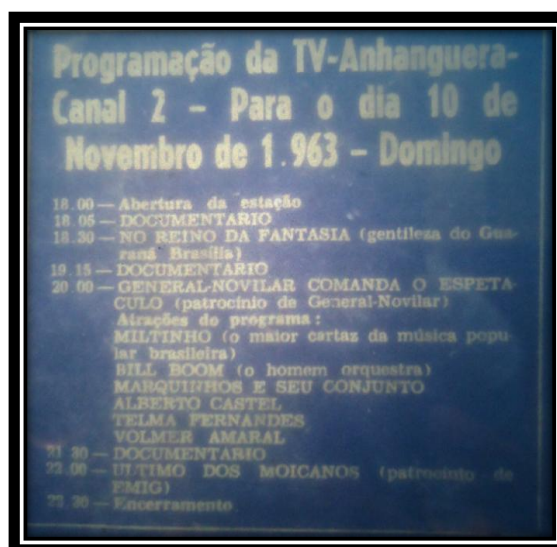 Programação da TV-Anhanguera-
Canal 2 – Para o dia 10 de
Novembro de 1.963 – Domingo
18.00 — Abertura da estação
18.05 — DOCUMENTARIO
18.30 — NO REINO DA FANTASIA (gentileza do Gua-
raná Brasília)
19.15 — DOCUMENTARIO
20.00 — GENERAL-NOVILAR COMANDA O ESPETA-
CULO (patrocínio de General-Novilar)
Atrações do programa:
MILTINHO (o maior cartaz da música popu-
lar brasileira)
BILL BOOM (o homem orquestra)
MARQUINHOS E SEU CONJUNTO
ALBERTO CASTEL
TELMA FERNANDES
VOLMER AMARAL
21.30 — DOCUMENTARIO
22.00 — ULTIMO DOS MOICANOS (patrocínio de
EMIG)
22.30 — Encerramento